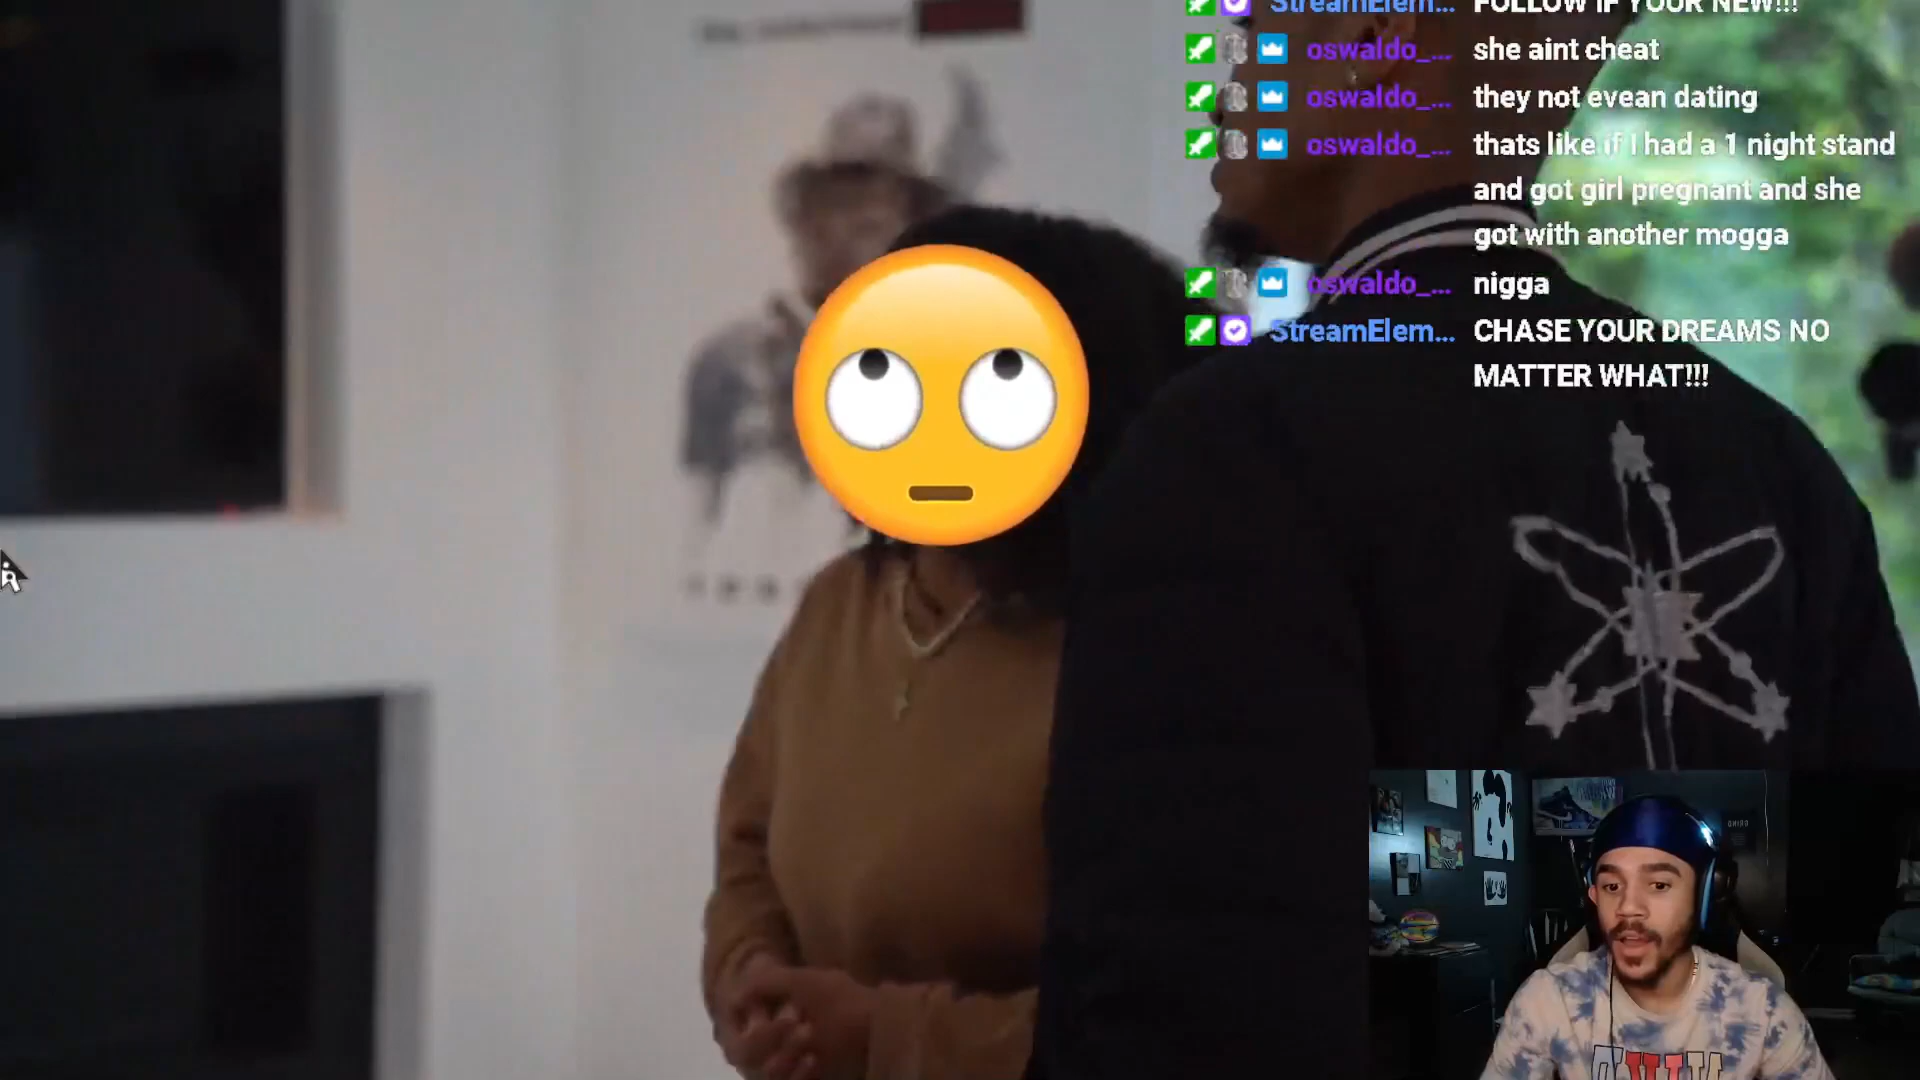 StreamElem... FOLLOW IF YOUR NEW!!!
oswaldo_... she aint cheat
oswaldo_... they not evean dating
oswaldo_... thats like if I had a 1 night stand
and got girl pregnant and she
got with another mogga
oswaldo_... nigga
StreamElem... CHASE YOUR DREAMS NO
MATTER WHAT!!!